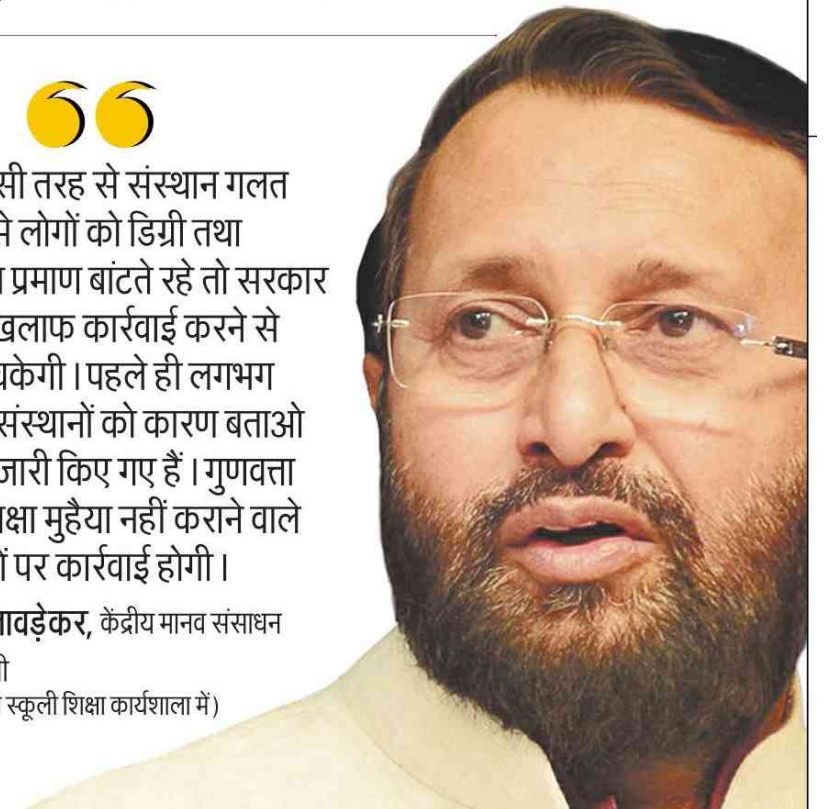 सी तरह से संस्थान गलत
से लोगों को डिग्री तथा
प्रमाण बांटते रहे तो सरकार
खलाफ कार्रवाई करने से
चकेगी। पहले ही लगभग
संस्थानों को कारण बताओ
जारी किए गए हैं। गुणवत्ता
क्षा मुहैया नहीं कराने वाले
ों पर कार्रवाई होगी।
ावड़ेकर, केंद्रीय मानव संसाधन
ी
स्कूली शिक्षा कार्यशाला में)